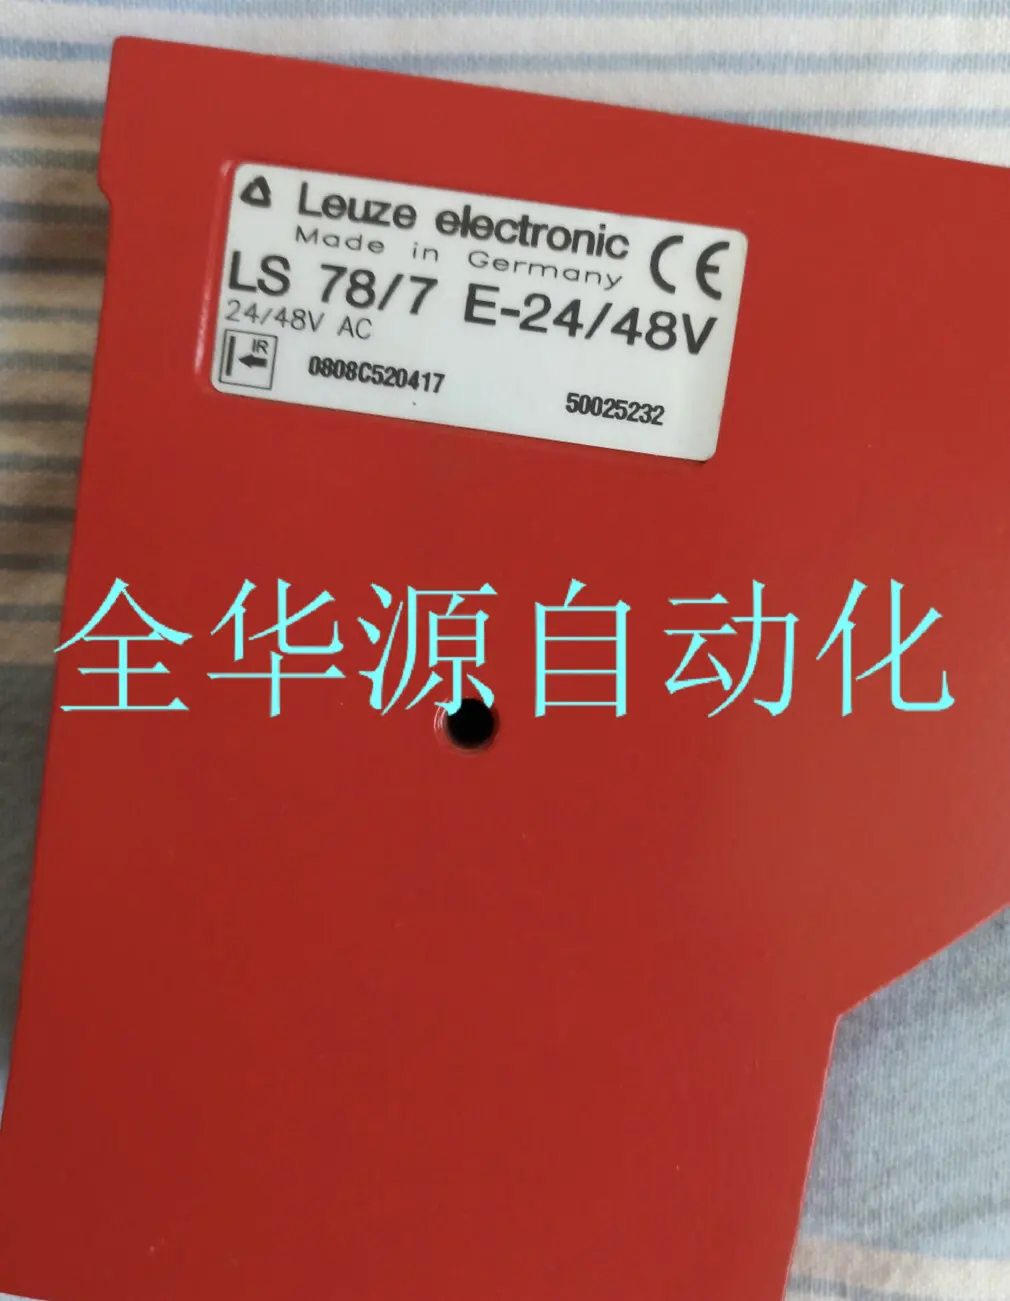 Leuze electronic CE
Made in Germany
LS 78/7 E-24/48V
24/48V AC
IR
0808C520417 50025232
全华源自动化